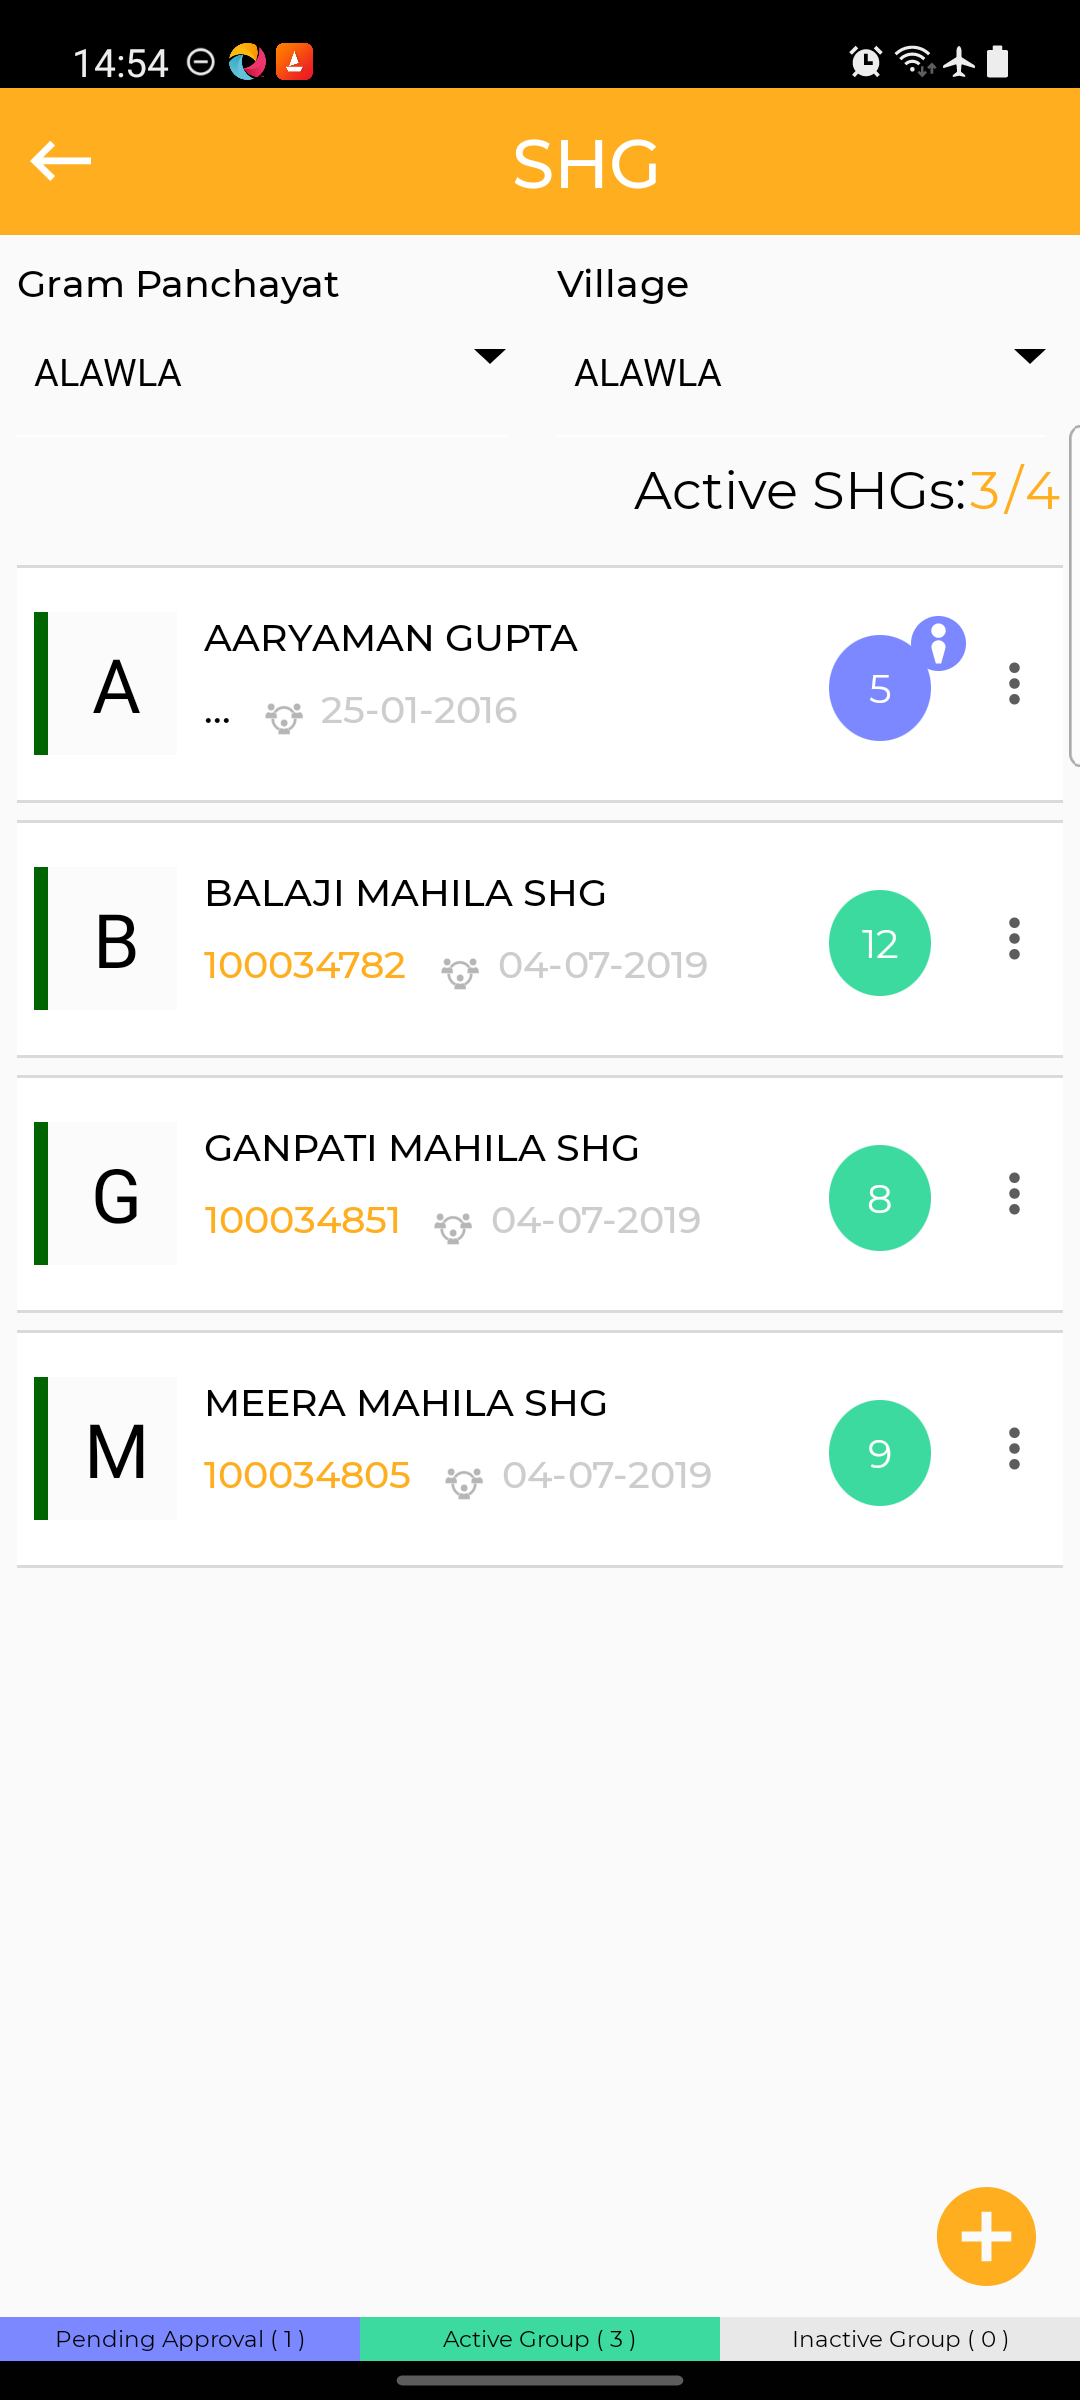 14:54
SHG
Gram Panchayat Village
ALAWLA ALAWLA
Active SHGs:3/4
A AARYAMAN GUPTA 5
... 25-01-2016
B BALAJI MAHILA SHG 12
100034782 04-07-2019
G GANPATI MAHILA SHG 8
100034851 04-07-2019
M MEERA MAHILA SHG 9
100034805 04-07-2019
Pending Approval ( 1 ) Active Group ( 3 ) Inactive Group ( 0 )